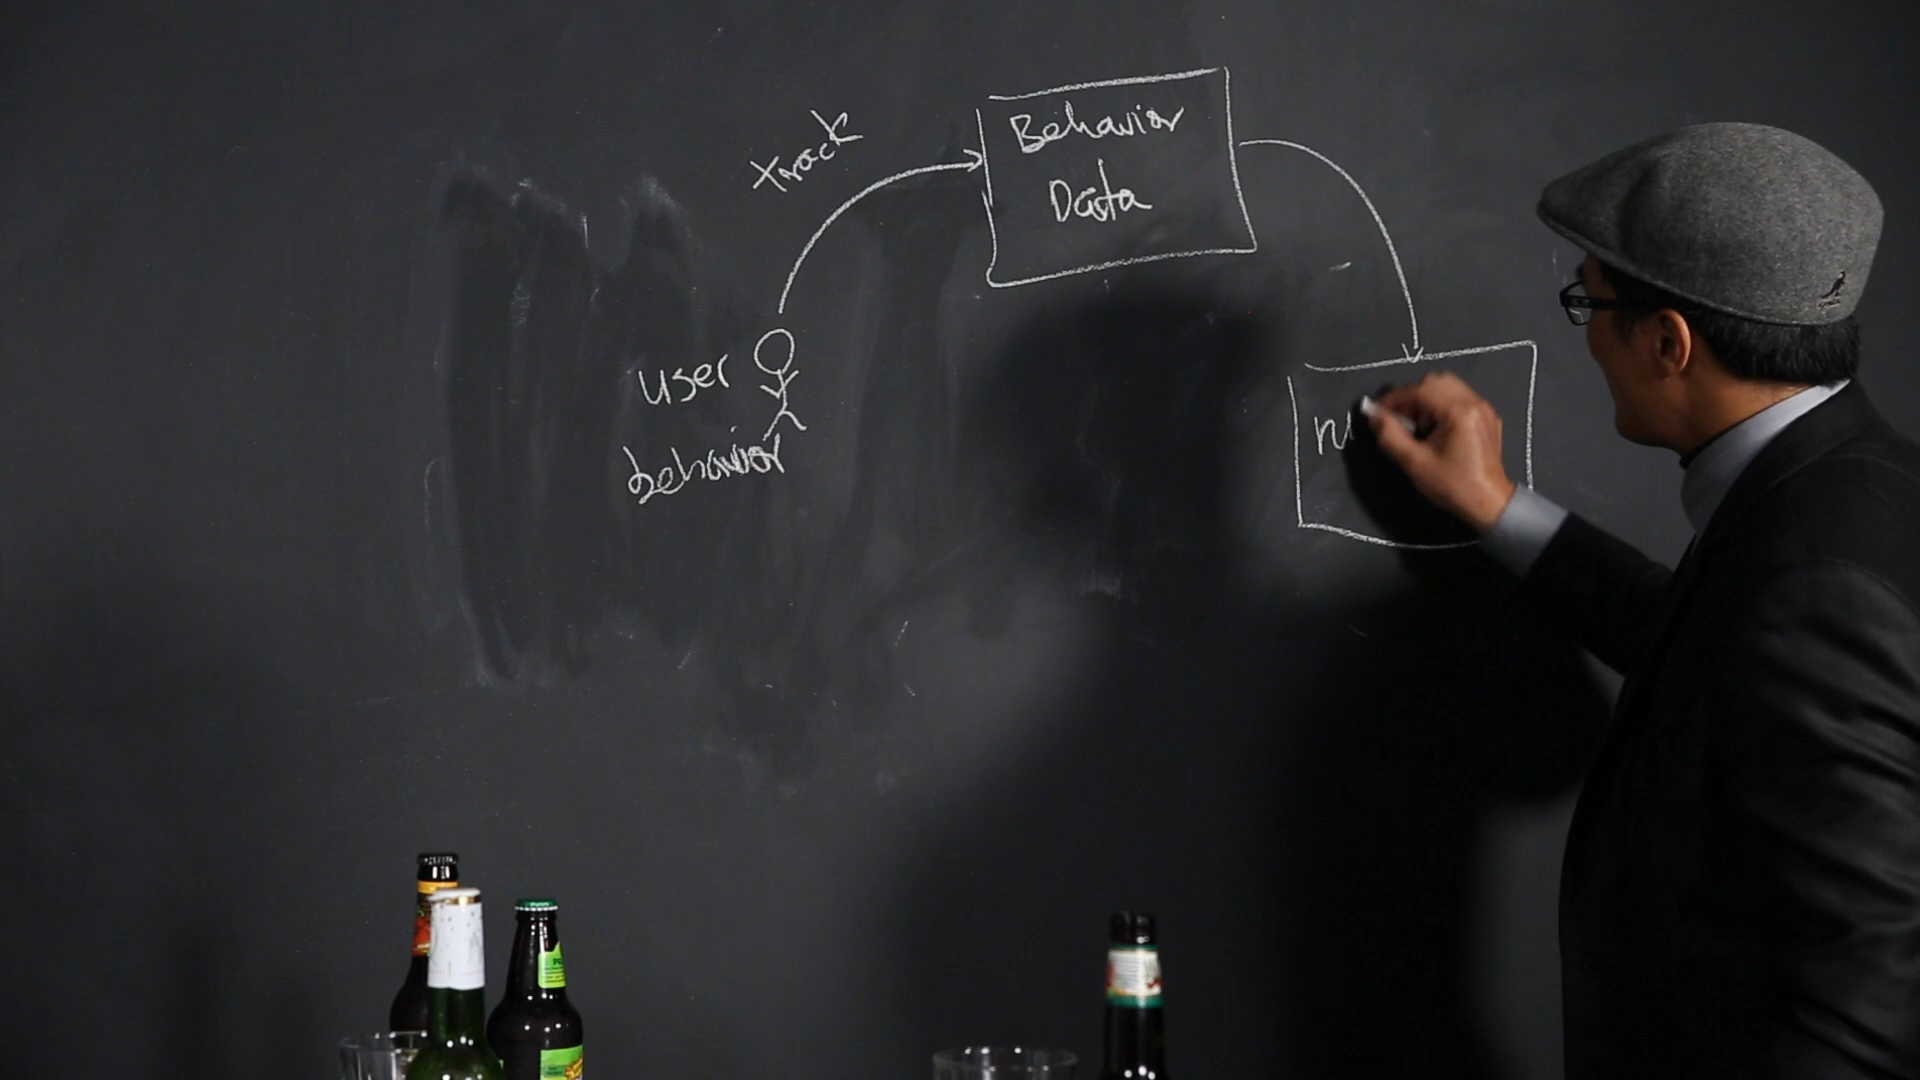 track
Behavior
Data
user
behavior